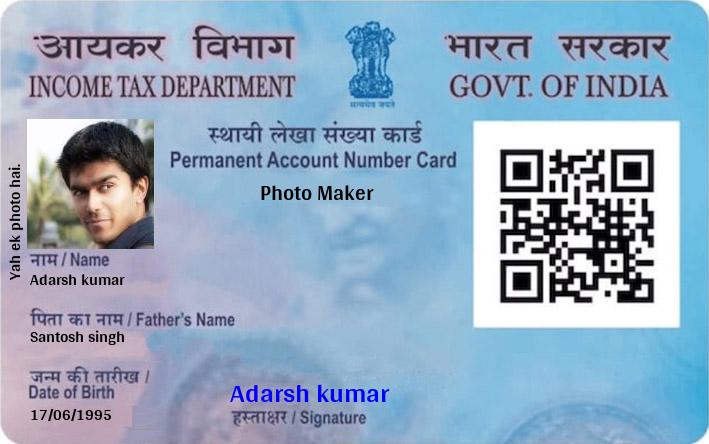 आयकर विभाग
INCOME TAX DEPARTMENT
सत्यमेव जयते
भारत सरकार
GOVT. OF INDIA
स्थायी लेखा संख्या कार्ड
Permanent Account Number Card
Photo Maker
Yah ek photo hai.
नाम / Name
Adarsh kumar
पिता का नाम / Father's Name
Santosh singh
जन्म की तारीख /
Date of Birth
17/06/1995
Adarsh kumar
हस्ताक्षर / Signature